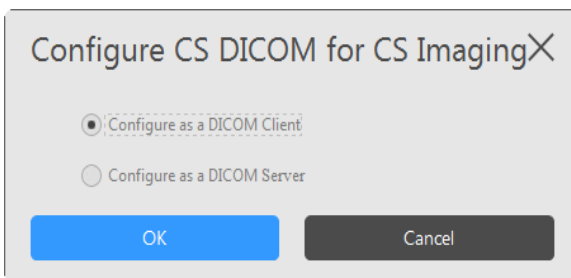 Configure CS DICOM for CS Imaging
Configure as a DICOM Client
Configure as a DICOM Server
OK Cancel